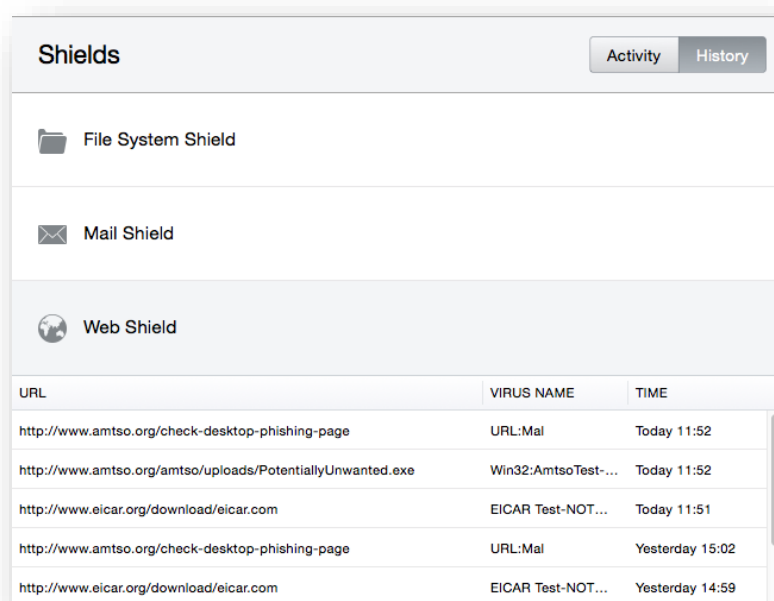 Shields
Activity History
File System Shield
Mail Shield
Web Shield
URL VIRUS NAME TIME
http://www.amtso.org/check-desktop-phishing-page URL:Mal Today 11:52
http://www.amtso.org/amtso/uploads/PotentiallyUnwanted.exe Win32:AmtsoTest-... Today 11:52
http://www.eicar.org/download/eicar.com EICAR Test-NOT... Today 11:51
http://www.amtso.org/check-desktop-phishing-page URL:Mal Yesterday 15:02
http://www.eicar.org/download/eicar.com EICAR Test-NOT... Yesterday 14:59